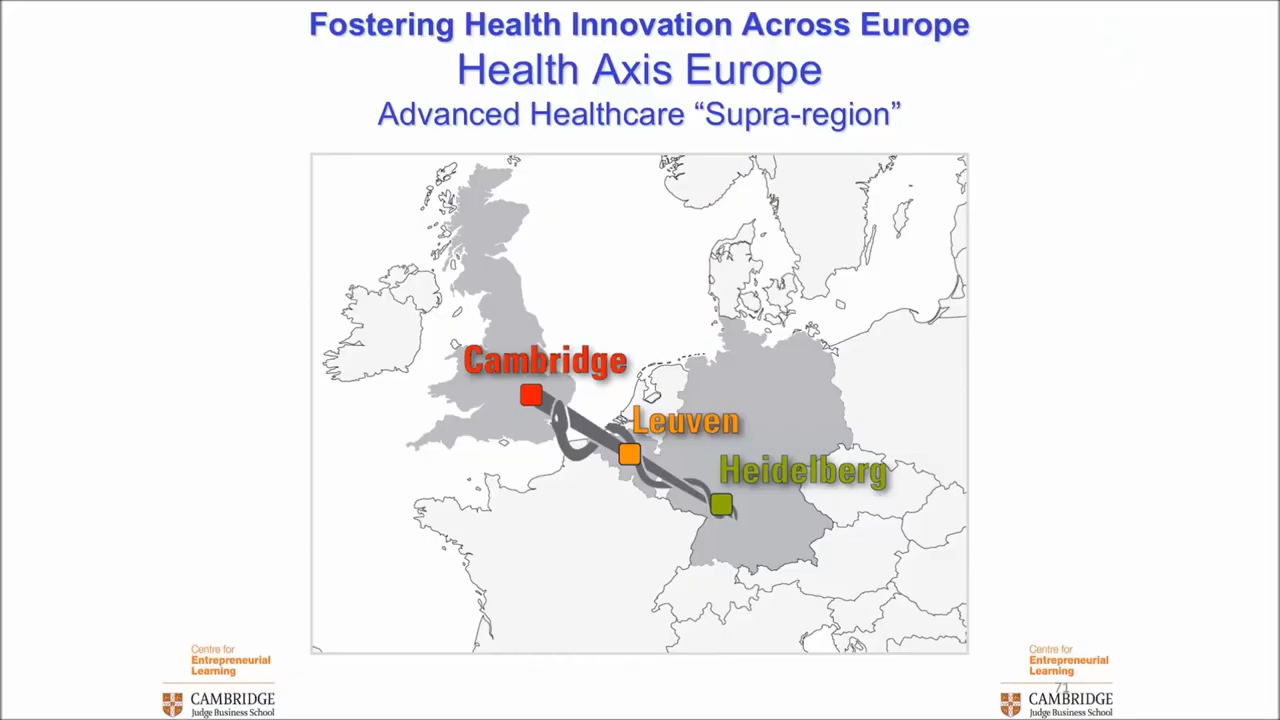 Fostering Health Innovation Across Europe
Health Axis Europe
Advanced Healthcare “Supra-region”
Cambridge
Leuven
Heidelberg
Centre for
Entrepreneurial
Learning
CAMBRIDGE
Judge Business School
Centre for
Entrepreneurial
Learning
71
CAMBRIDGE
Judge Business School